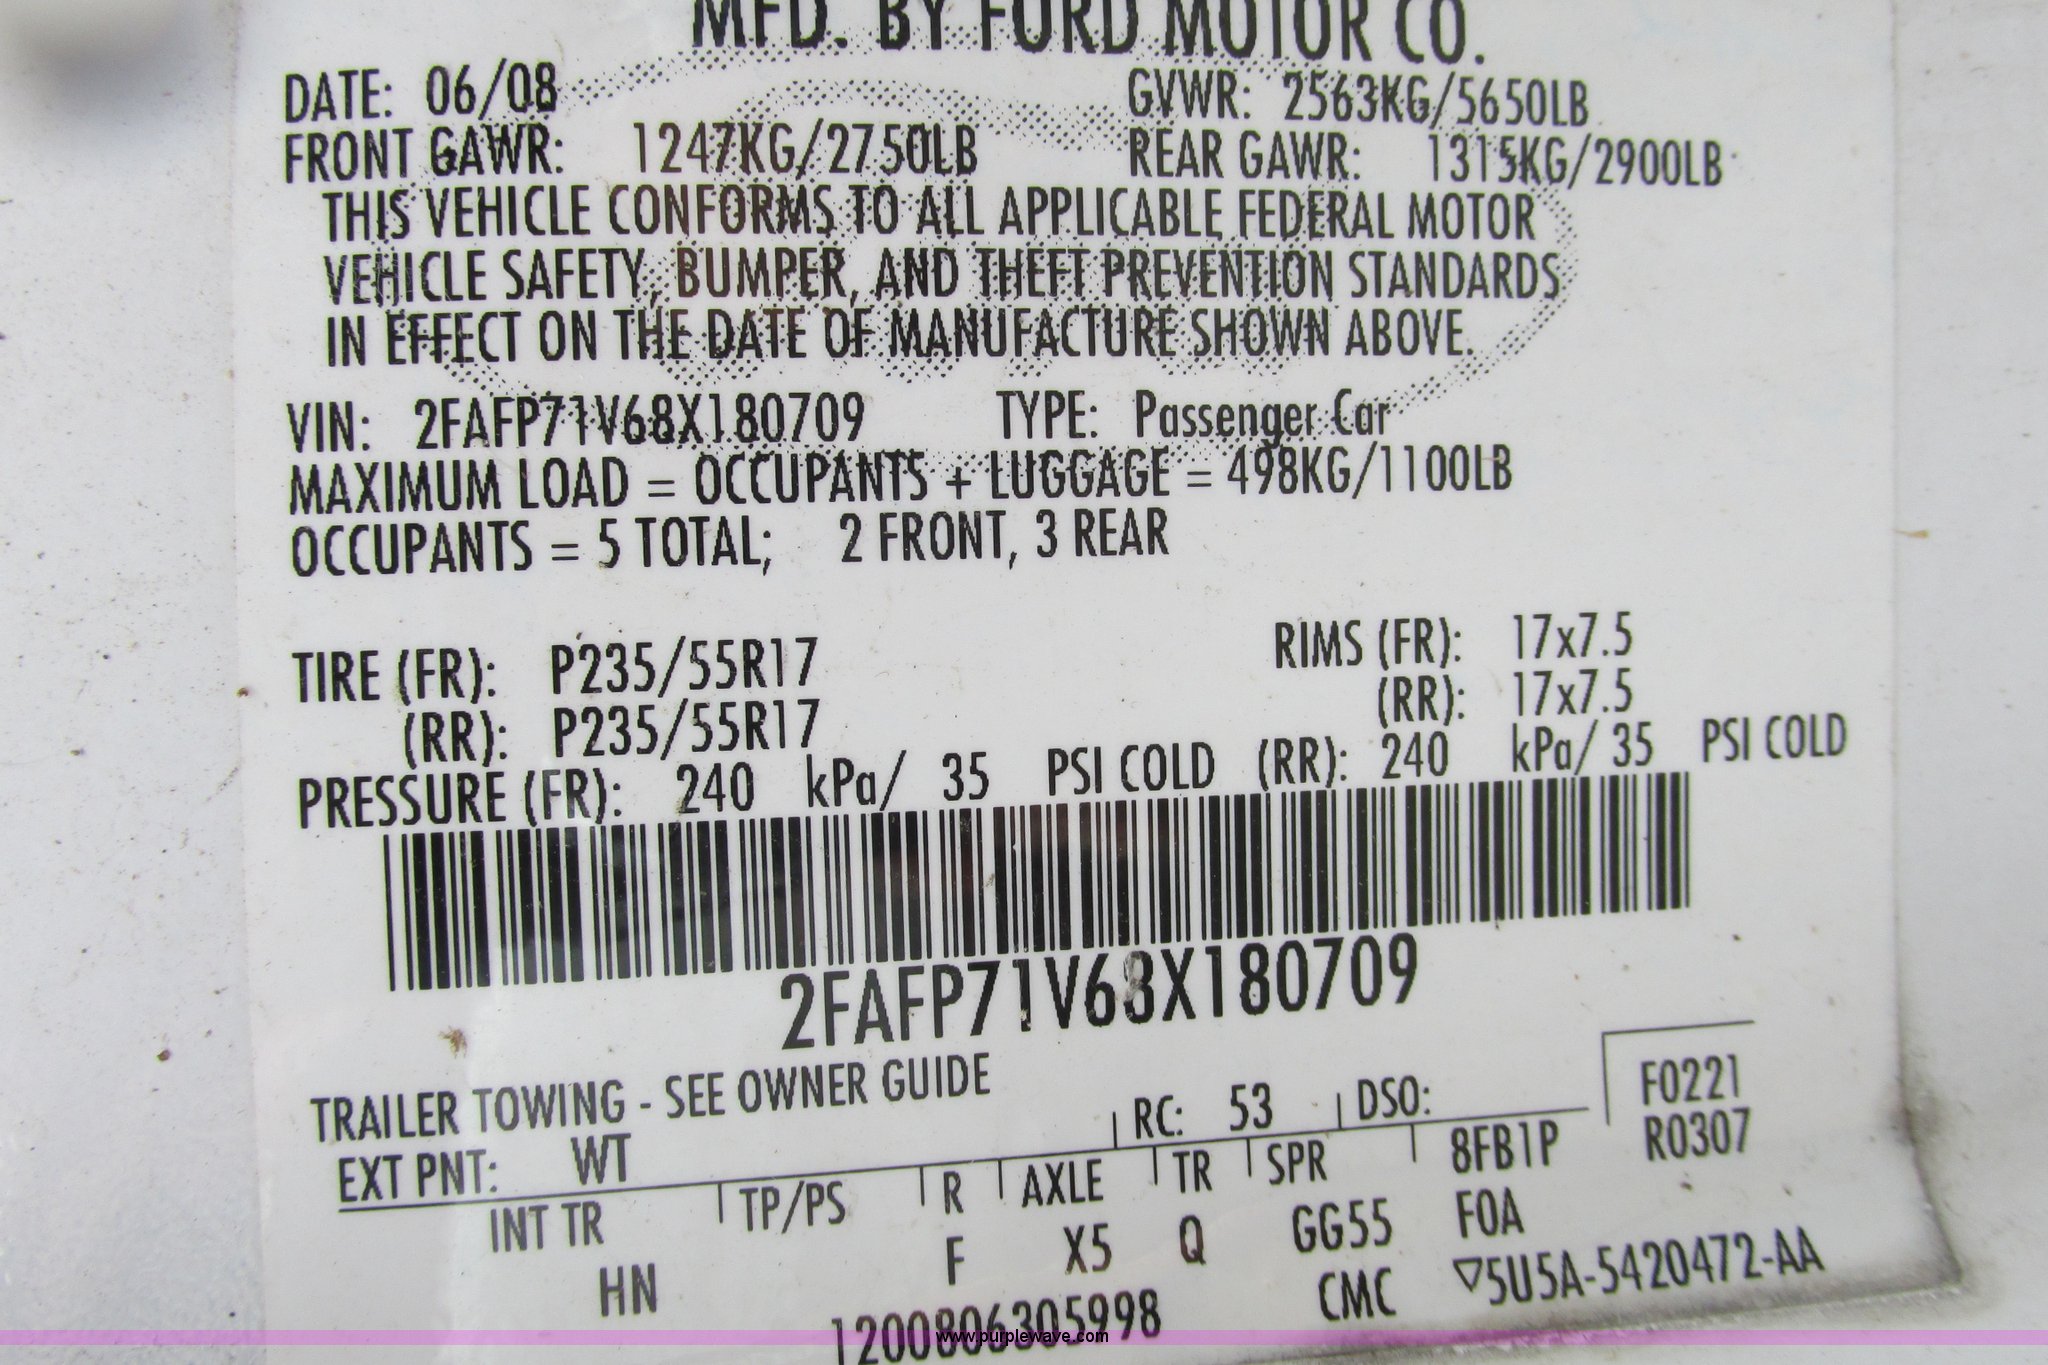 MFD. BY FORD MOTOR CO.
DATE: 06/08 GVWR: 2563KG/5650LB
FRONT GAWR: 1247KG/2750LB REAR GAWR: 1315KG/2900LB
THIS VEHICLE CONFORMS TO ALL APPLICABLE FEDERAL MOTOR
VEHICLE SAFETY, BUMPER, AND THEFT PREVENTION STANDARDS
IN EFFECT ON THE DATE OF MANUFACTURE SHOWN ABOVE.
VIN: 2FAFP71V68X180709 TYPE: Passenger Car
MAXIMUM LOAD = OCCUPANTS + LUGGAGE = 498KG/1100LB
OCCUPANTS = 5 TOTAL; 2 FRONT, 3 REAR
TIRE (FR): P235/55R17 RIMS (FR): 17x7.5
(RR): P235/55R17 (RR): 17x7.5
PRESSURE (FR): 240 kPa/ 35 PSI COLD (RR): 240 kPa/ 35 PSI COLD
2FAFP71V68X180709
TRAILER TOWING - SEE OWNER GUIDE
EXT PNT: WT RC: 53 DSO: F0221
R0307
INT TR TP/PS R AXLE TR SPR 8FB1P
HN F X5 Q GG55 FOA
CMC ▽5U5A-5420472-AA
1200806305998
www.purplewave.com